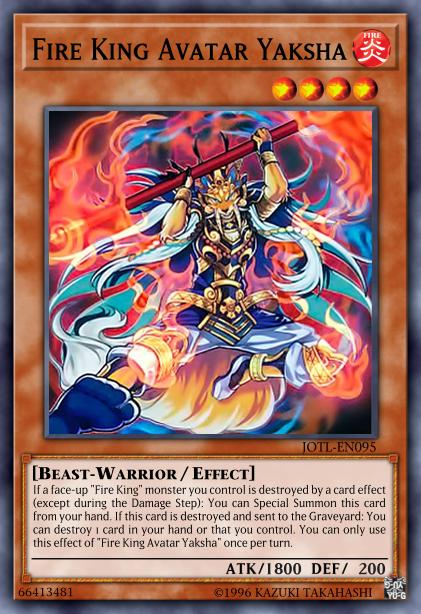 FIRE KING AVATAR YAKSHA
FIRE
炎
JOTL-EN095
[BEAST-WARRIOR / EFFECT]
If a face-up "Fire King" monster you control is destroyed by a card effect
(except during the Damage Step): You can Special Summon this card
from your hand. If this card is destroyed and sent to the Graveyard: You
can destroy 1 card in your hand or that you control. You can only use
this effect of "Fire King Avatar Yaksha" once per turn.
ATK/1800 DEF/ 200
66413481
©1996 KAZUKI TAKAHASHI